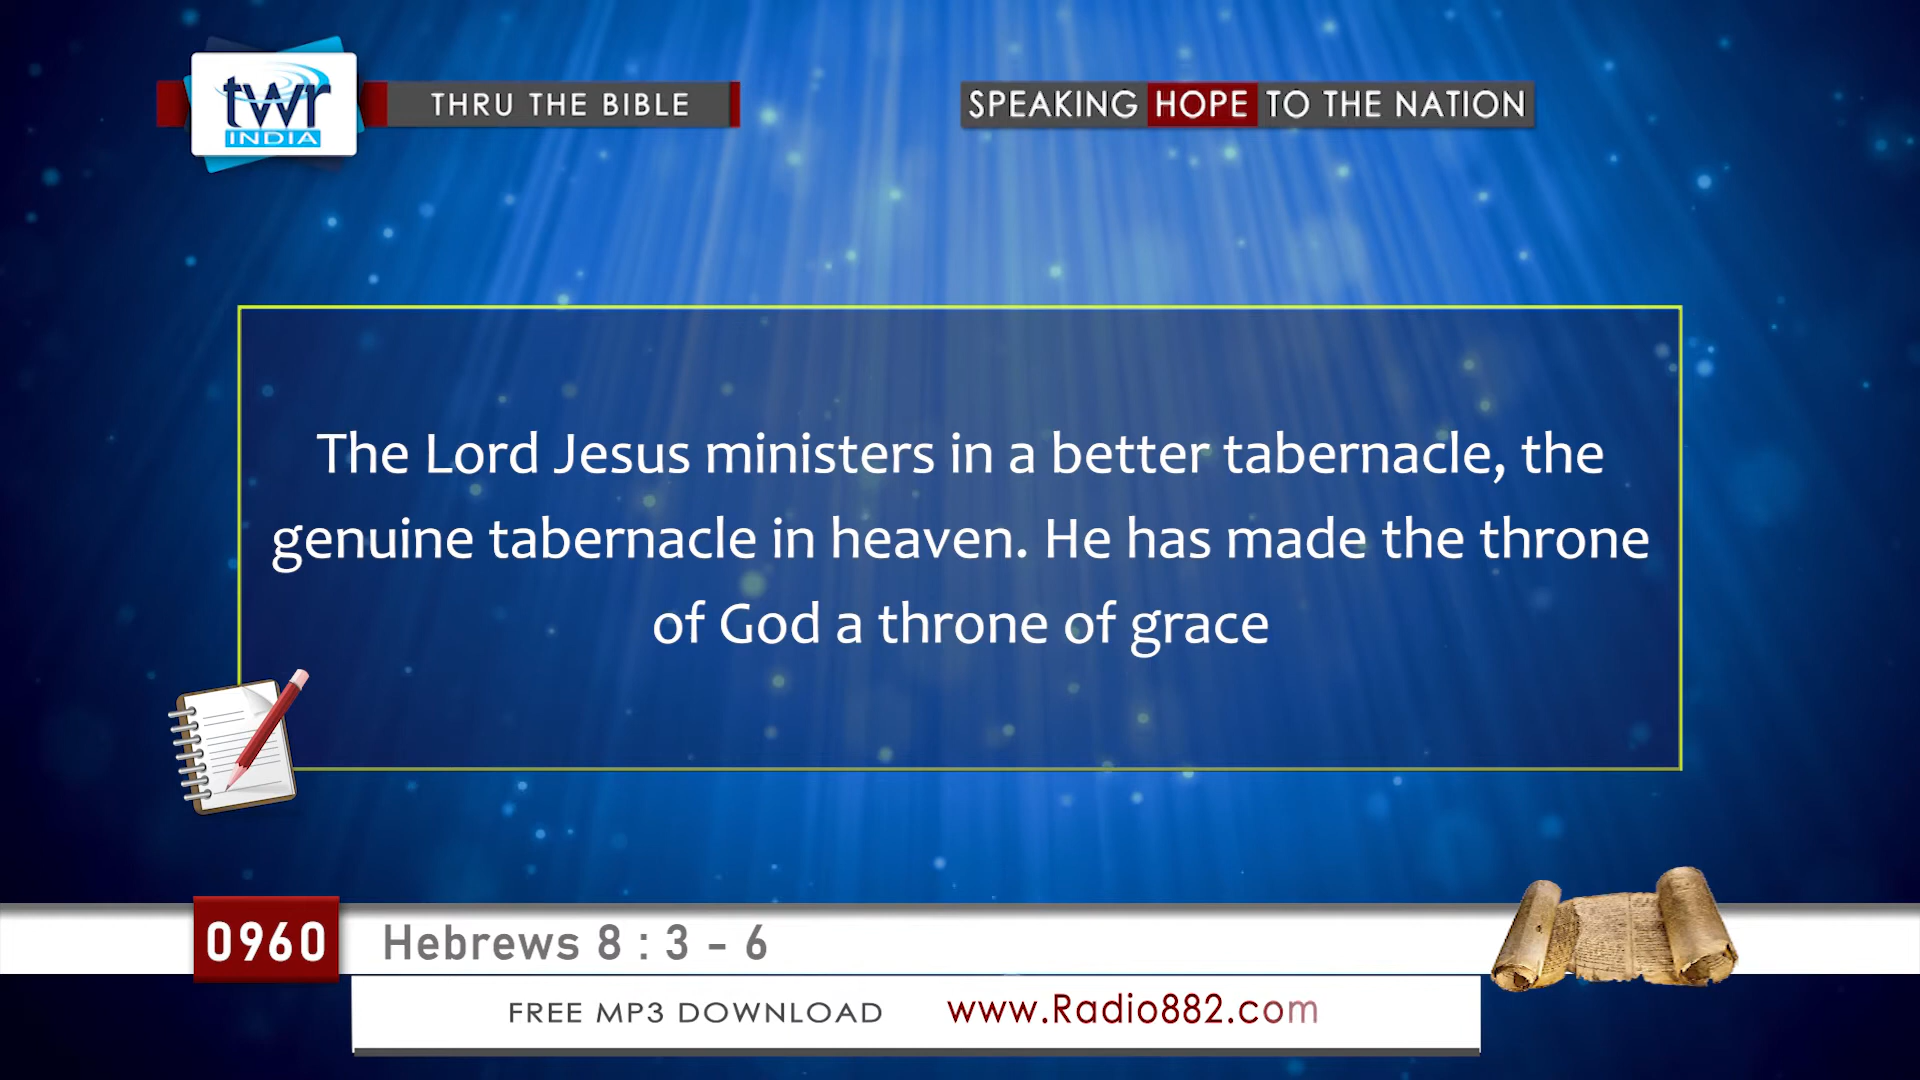 twr
INDIA
THRU THE BIBLE
SPEAKING HOPE TO THE NATION
The Lord Jesus ministers in a better tabernacle, the
genuine tabernacle in heaven. He has made the throne
of God a throne of grace
0960
Hebrews 8 : 3 - 6
FREE MP3 DOWNLOAD
www.Radio882.com